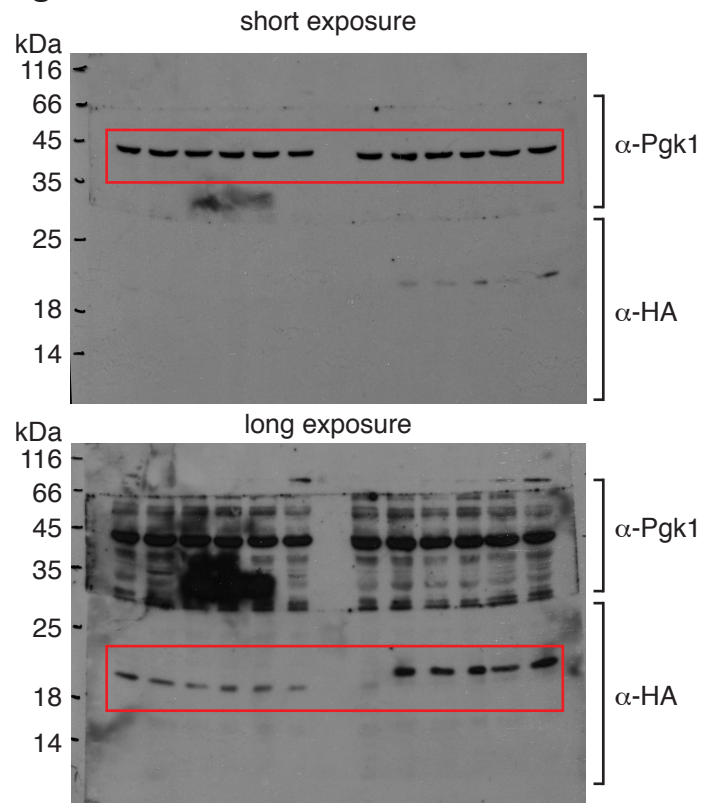 short exposure
kDa
116
66
45
35
25
18
14
α-Pgk1
α-HA
long exposure
kDa
116
66
45
35
25
18
14
α-Pgk1
α-HA